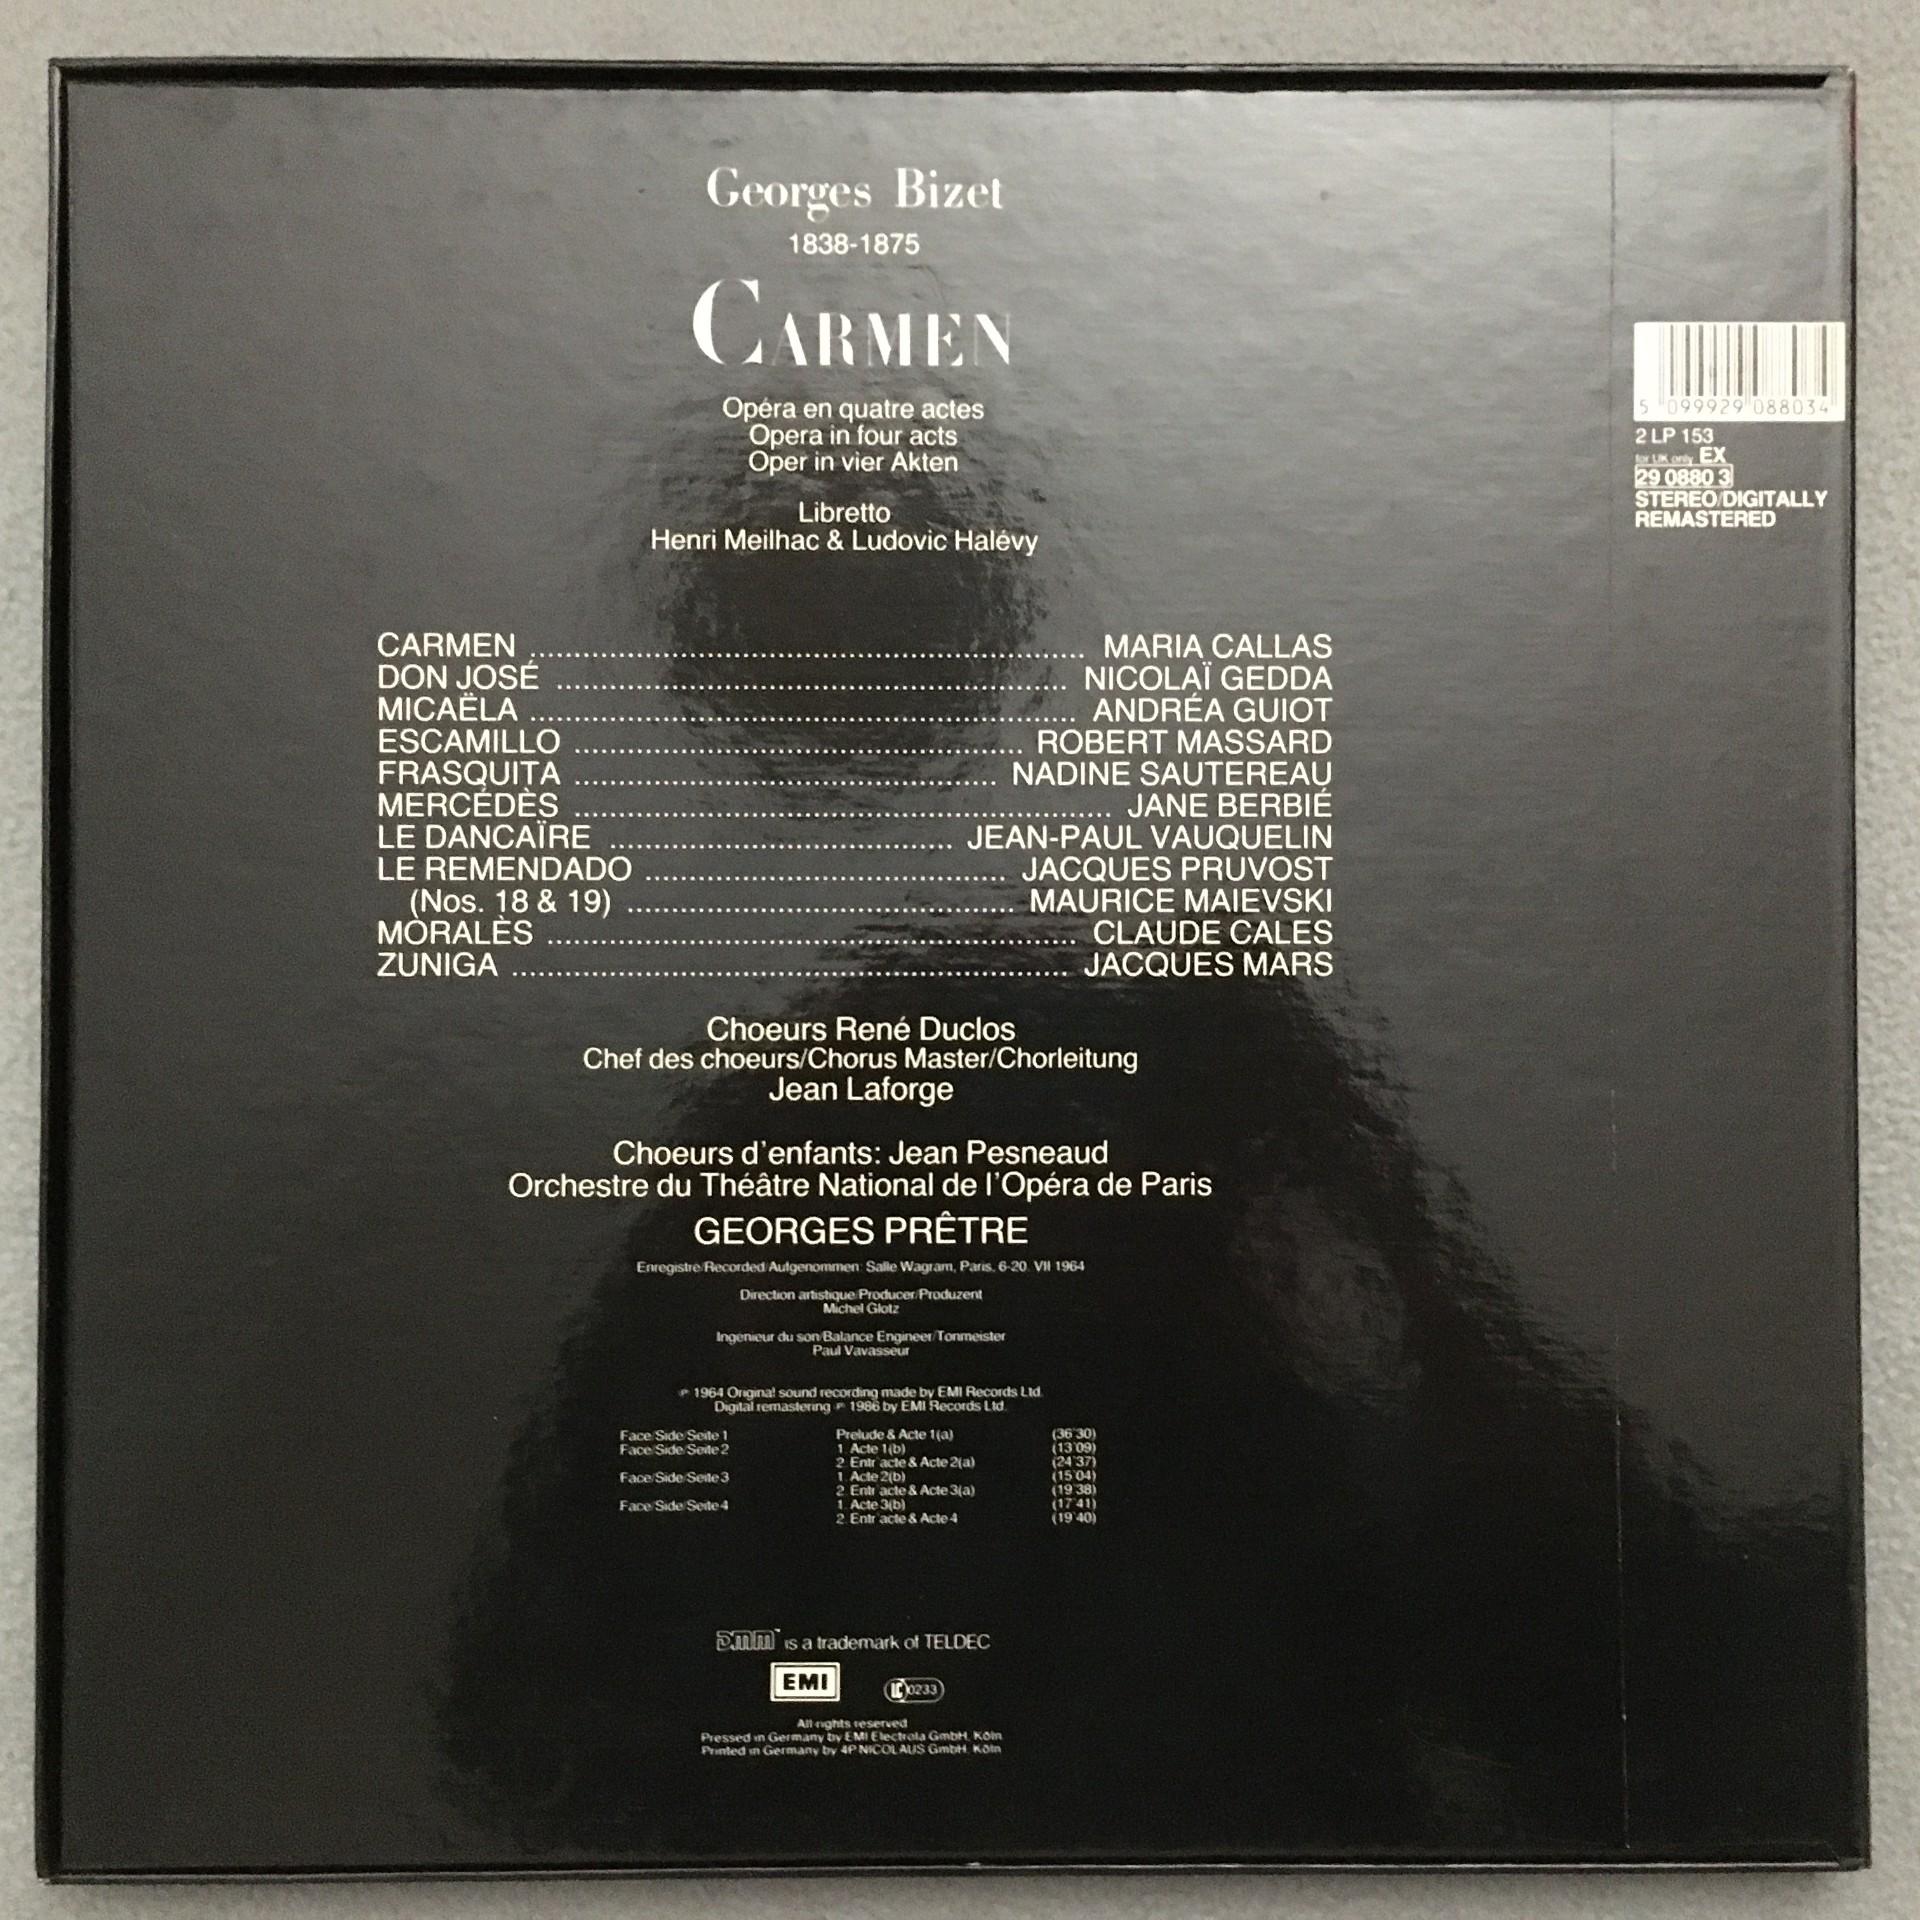 Georges Bizet
1838-1875
CARMEN
Opéra en quatre actes
Opera in four acts
Oper in vier Akten
Libretto
Henri Meilhac & Ludovic Halévy
CARMEN ........ MARIA CALLAS
DON JOSÉ ........ NICOLAÏ GEDDA
MICAËLA ........ ANDRÉA GUIOT
ESCAMILLO ........ ROBERT MASSARD
FRASQUITA ........ NADINE SAUTEREAU
MERCÉDÈS ........ JANE BERBIÉ
LE DANCAÏRE ........ JEAN-PAUL VAUQUELIN
LE REMENDADO ........ JACQUES PRUVOST
(Nos. 18 & 19) ........ MAURICE MAIEVSKI
MORALÈS ........ CLAUDE CALES
ZUNIGA ........ JACQUES MARS
Choeurs René Duclos
Chef des choeurs/Chorus Master/Chorleitung
Jean Laforge
Choeurs d'enfants: Jean Pesneaud
Orchestre du Théâtre National de l'Opéra de Paris
GEORGES PRÊTRE
Enregistré/Recorded/Aufgenommen: Salle Wagram, Paris, 6-20. VII 1964
Direction artistique/Producer/Produzent
Michel Glotz
Ingénieur du son/Balance Engineer/Tonmeister
Paul Vavasseur
℗ 1964 Original sound recording made by EMI Records Ltd.
Digital remastering ℗ 1986 by EMI Records Ltd.
Face/Side/Seite 1 Prélude & Acte 1(a) (36'30)
Face/Side/Seite 2 1. Acte 1(b) (13'09)
2. Entr'acte & Acte 2(a) (24'37)
Face/Side/Seite 3 1. Acte 2(b) (15'04)
2. Entr'acte & Acte 3(a) (19'38)
Face/Side/Seite 4 1. Acte 3(b) (17'41)
2. Entr'acte & Acte 4 (19'40)
DMM™ is a trademark of TELDEC
EMI LC 0233
All rights reserved
Pressed in Germany by EMI Electrola GmbH, Köln
Printed in Germany by 4P NICOLAUS GmbH, Köln
5 099929 088034
2 LP 153
for UK only EX
29 0880 3
STEREO/DIGITALLY
REMASTERED